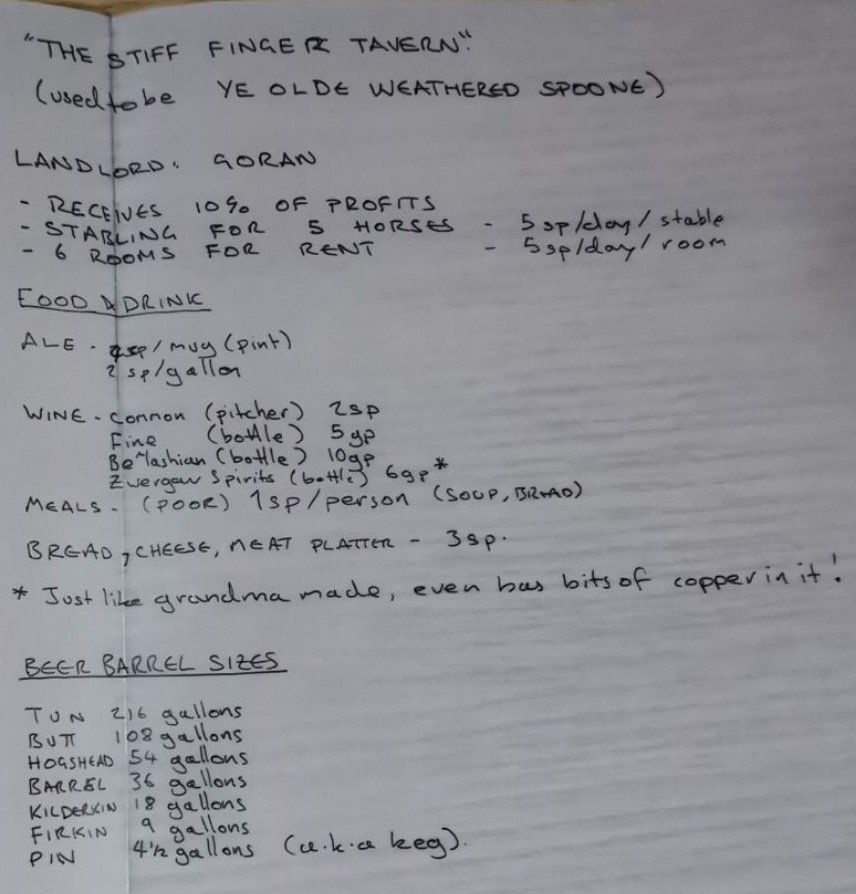 "THE STIFF FINGER TAVERN".
(used to be YE OLDE WEATHERED SPOONE)
LANDLORD: GORAN
- RECEIVES 10% OF PROFITS
- STABLING FOR 5 HORSES - 5sp/day/stable
- 6 ROOMS FOR RENT - 5sp/day/room
FOOD & DRINK
ALE - /mug (pint)
2 sp/gallon
WINE - Common (pitcher) 2sp
Fine (bottle) 5gp
(bottle) 10gp
Spirits (bottle) 6gp*
MEALS - (POOR) 1sp/person (SOUP, BREAD)
BREAD, CHEESE, MEAT PLATTER - 3sp.
* Just like grandma made, even has bits of copper in it!
BEER BARREL SIZES
TUN 216 gallons
BUTT 108 gallons
HOGSHEAD 54 gallons
BARREL 36 gallons
KILDERKIN 18 gallons
FIRKIN 9 gallons
PIN 4½ gallons (a.k.a keg).